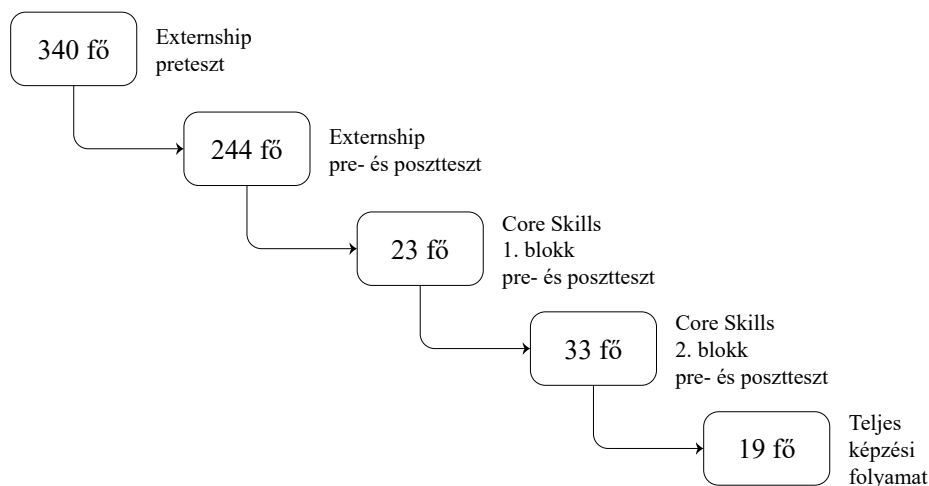 340 fő
Externship
preteszt
244 fő
Externship
pre- és posztteszt
23 fő
Core Skills
1. blokk
pre- és posztteszt
33 fő
Core Skills
2. blokk
pre- és posztteszt
19 fő
Teljes
képzési
folyamat